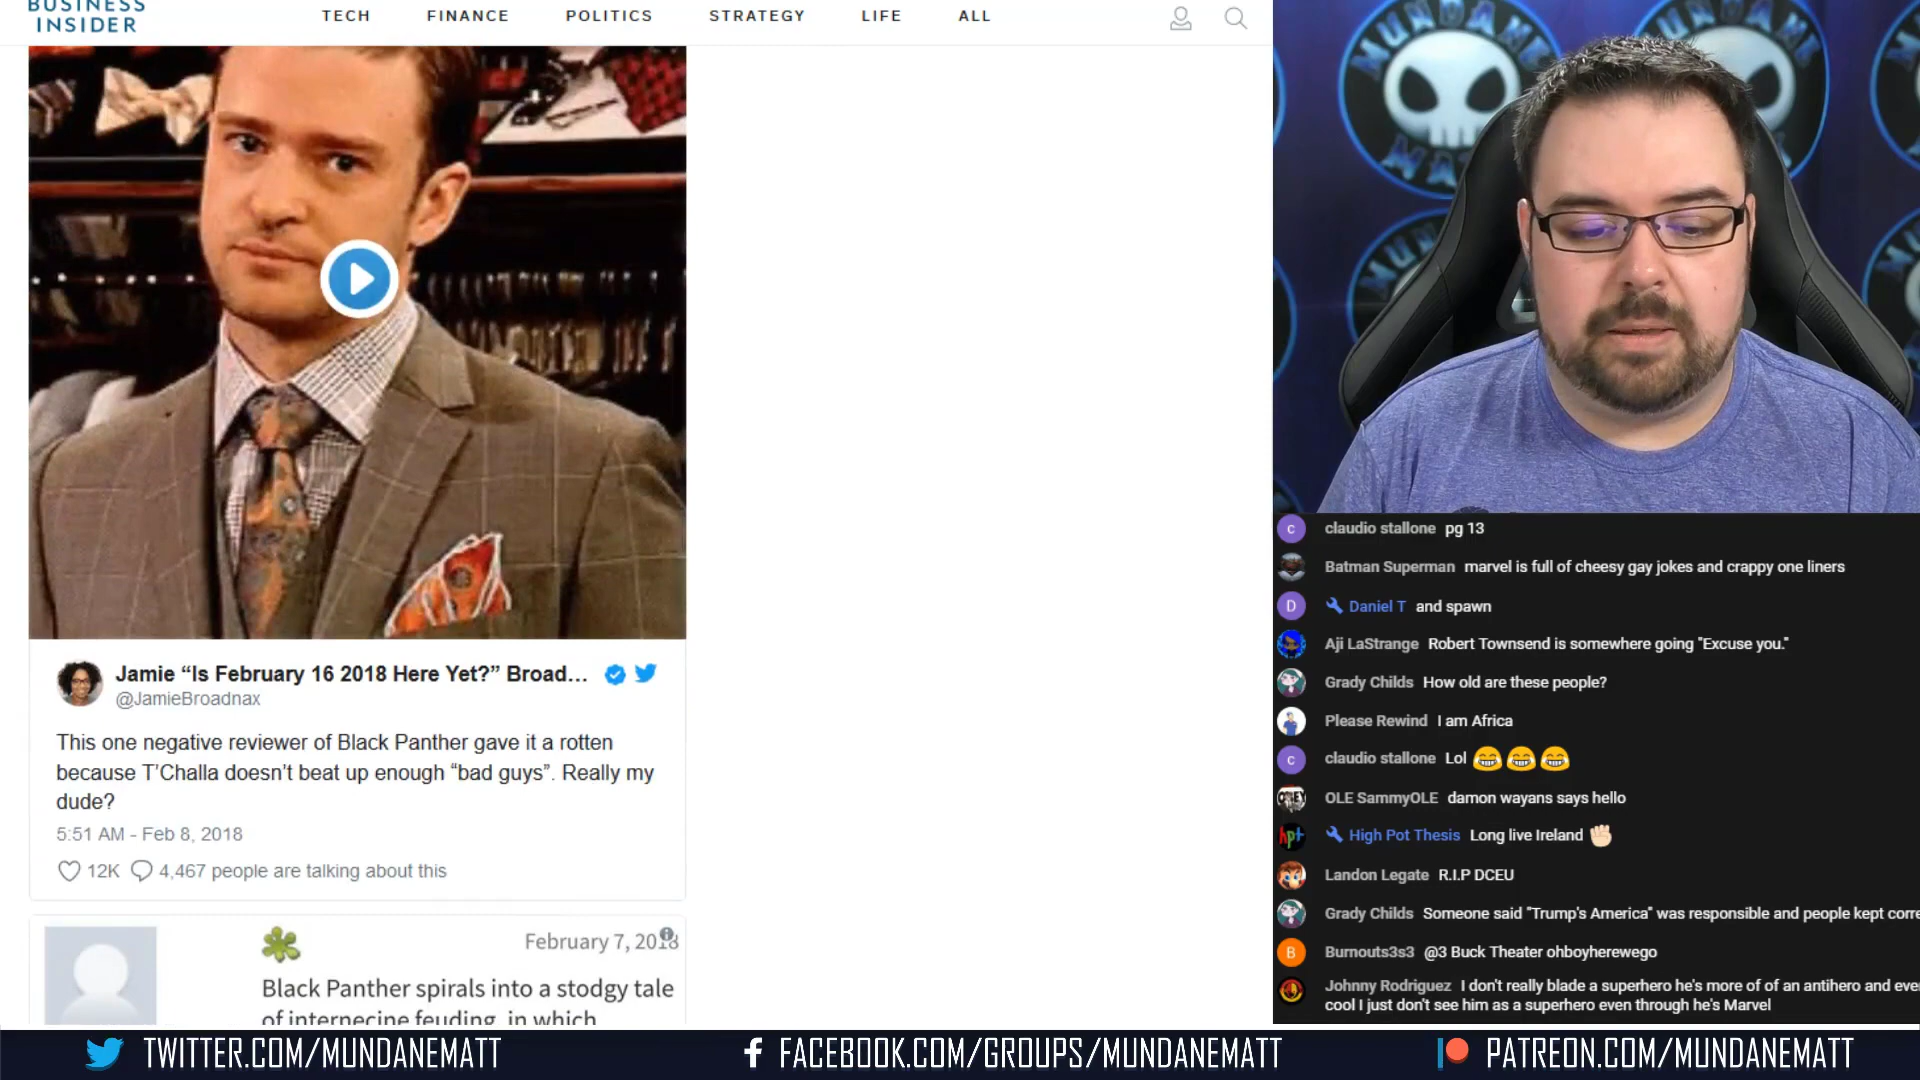 BUSINESS
INSIDER
TECH
FINANCE
POLITICS
STRATEGY
LIFE
ALL
Jamie “Is February 16 2018 Here Yet?” Broad...
@JamieBroadnax
This one negative reviewer of Black Panther gave it a rotten
because T’Challa doesn’t beat up enough “bad guys”. Really my
dude?
5:51 AM - Feb 8, 2018
12K
4,467 people are talking about this
February 7, 2018
Black Panther spirals into a stodgy tale
of internecine feuding, in which
MUNDANE
MATT
MUNDANE
MUNDANE
claudio stallone pg 13
Batman Superman marvel is full of cheesy gay jokes and crappy one liners
D
Daniel T and spawn
Aji LaStrange Robert Townsend is somewhere going "Excuse you."
Grady Childs How old are these people?
Please Rewind I am Africa
claudio stallone Lol 😂😂😂
OLE SammyOLE damon wayans says hello
hpt
High Pot Thesis Long live Ireland ✊🏻
Landon Legate R.I.P DCEU
Grady Childs Someone said "Trump's America" was responsible and people kept corre
B
Burnouts3s3 @3 Buck Theater ohboyherewego
Johnny Rodriguez I don't really blade a superhero he's more of of an antihero and eve
cool I just don't see him as a superhero even through he's Marvel
TWITTER.COM/MUNDANEMATT
FACEBOOK.COM/GROUPS/MUNDANEMATT
PATREON.COM/MUNDANEMATT